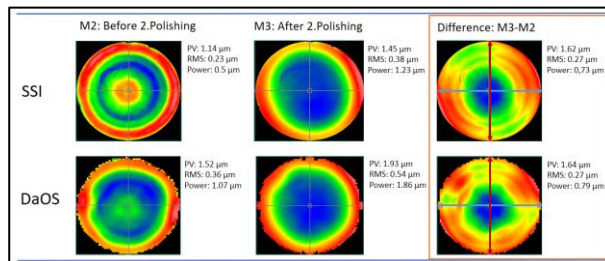 M2: Before 2.Polishing
M3: After 2.Polishing
Difference: M3-M2
SSI
PV: 1.14 µm
RMS: 0.23 µm
Power: 0.5 µm
PV: 1.45 µm
RMS: 0.38 µm
Power: 1.23 µm
PV: 1.62 µm
RMS: 0.27 µm
Power: 0,73 µm
DaOS
PV: 1.52 µm
RMS: 0.36 µm
Power: 1.07 µm
PV: 1.93 µm
RMS: 0.54 µm
Power: 1.86 µm
PV: 1.64 µm
RMS: 0.27 µm
Power: 0.79 µm